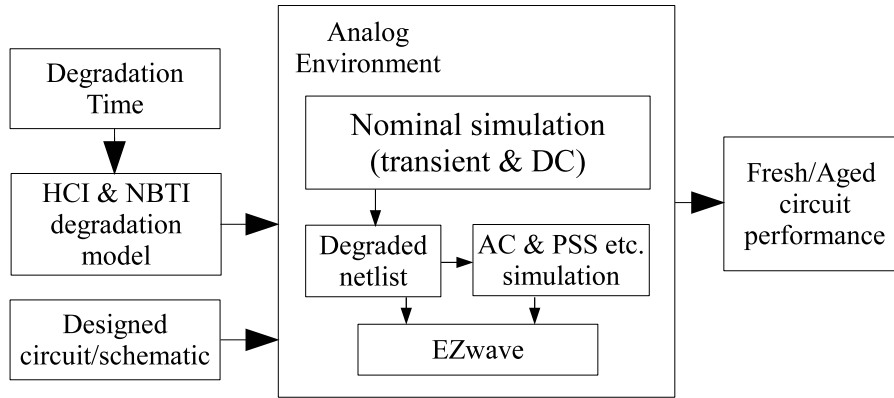 Degradation
Time
HCI & NBTI
degradation
model
Designed
circuit/schematic
Analog
Environment
Nominal simulation
(transient & DC)
Degraded
netlist
AC & PSS etc.
simulation
EZwave
Fresh/Aged
circuit
performance